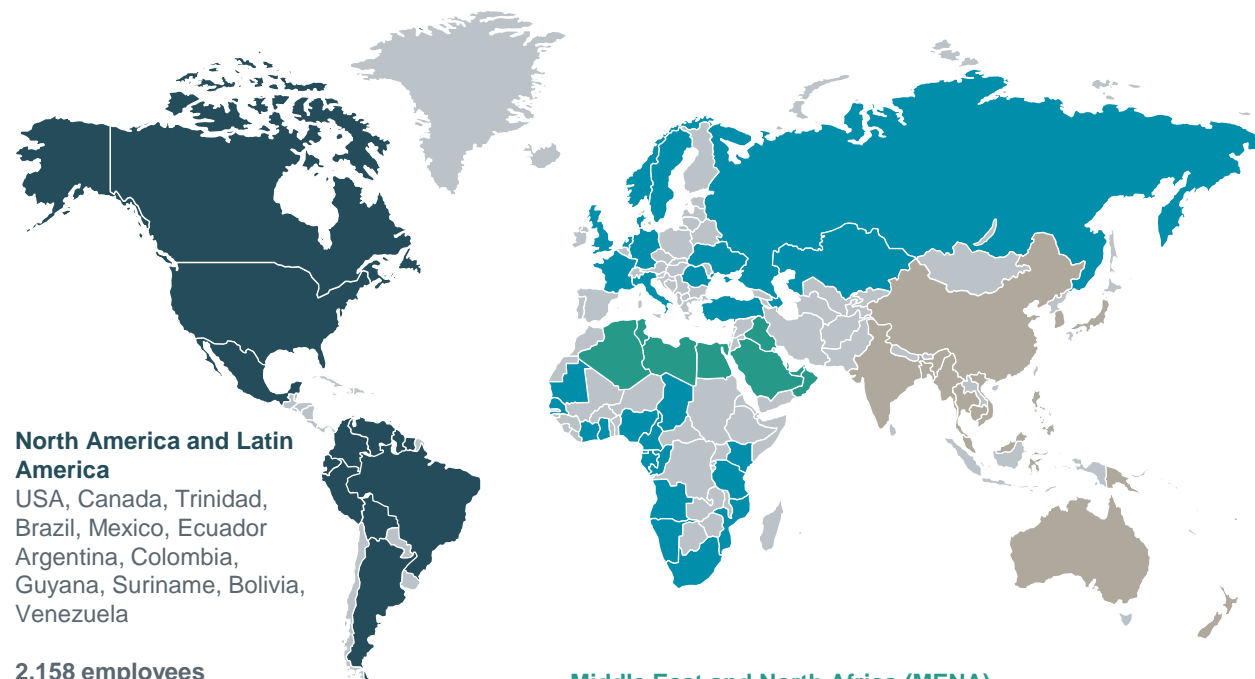 North America and Latin
America
USA, Canada, Trinidad,
Brazil, Mexico, Ecuador
Argentina, Colombia,
Guyana, Suriname, Bolivia,
Venezuela
2,158 employees
Middle East and North Africa (MENA)